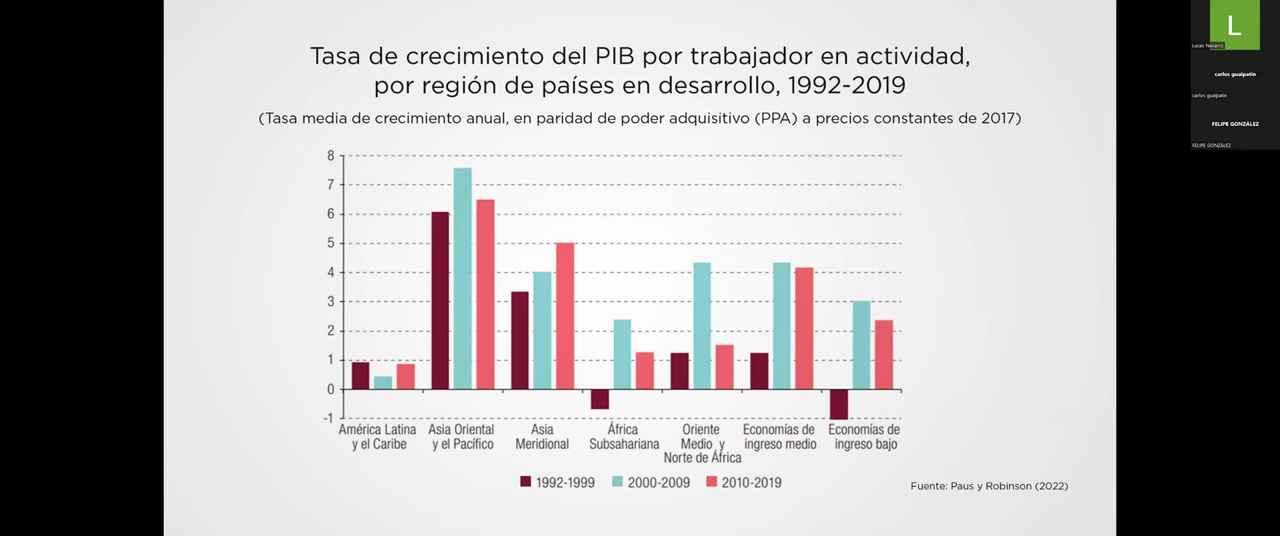 Tasa de crecimiento del PIB por trabajador en actividad,
por región de países en desarrollo, 1992-2019
(Tasa media de crecimiento anual, en paridad de poder adquisitivo (PPA) a precios constantes de 2017)
8
7
6
5
4
3
2
1
0
-1
América Latina
y el Caribe
Asia Oriental
y el Pacífico
Asia
Meridional
África
Subsahariana
Oriente
Medio y
Norte de África
Economías de
ingreso medio
Economías de
ingreso bajo
1992-1999
2000-2009
2010-2019
Fuente: Paus y Robinson (2022)
L
Lucas Navarro
carlos guaipatin
carlos guaipatin
FELIPE GONZÁLEZ
FELIPE GONZÁLEZ